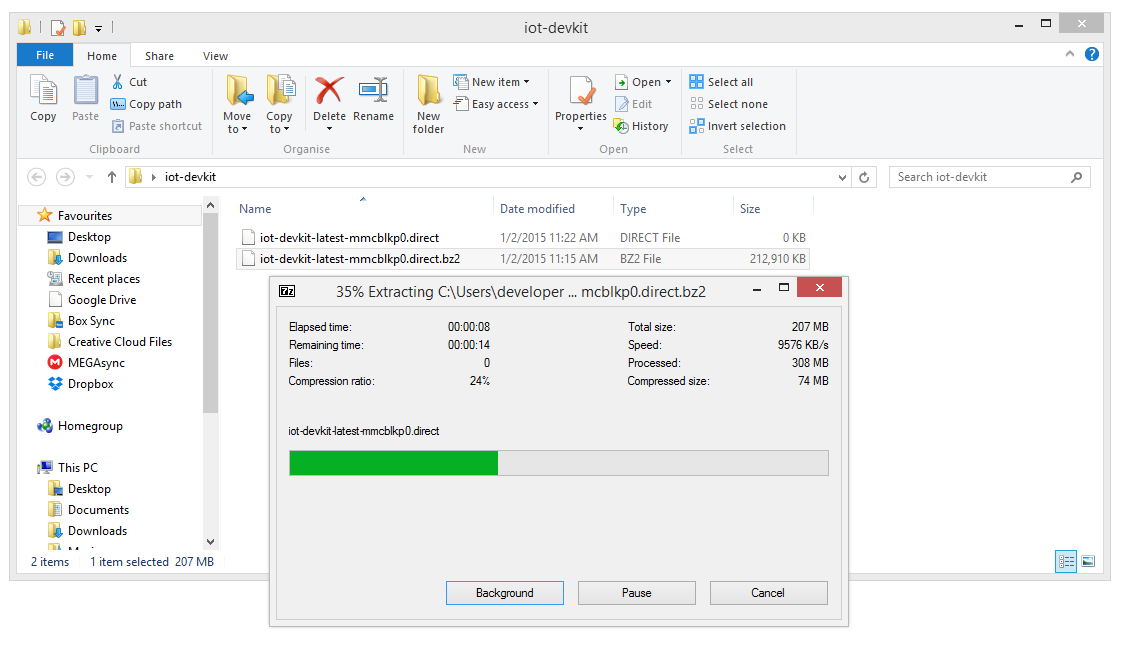 iot-devkit
File Home Share View
Copy
Paste
Cut
Copy path
Paste shortcut
Clipboard
Move to
Copy to
Delete
Rename
Organise
New folder
New item
Easy access
New
Properties
Open
Edit
History
Open
Select all
Select none
Invert selection
Select
iot-devkit
Search iot-devkit
Favourites
Desktop
Downloads
Recent places
Google Drive
Box Sync
Creative Cloud Files
MEGAsync
Dropbox
Homegroup
This PC
Desktop
Documents
Downloads
Name Date modified Type Size
iot-devkit-latest-mmcblkp0.direct 1/2/2015 11:22 AM DIRECT File 0 KB
iot-devkit-latest-mmcblkp0.direct.bz2 1/2/2015 11:15 AM BZ2 File 212,910 KB
2 items 1 item selected 207 MB
7z 35% Extracting C:\Users\developer ... mcblkp0.direct.bz2
Elapsed time: 00:00:08 Total size: 207 MB
Remaining time: 00:00:14 Speed: 9576 KB/s
Files: 0 Processed: 308 MB
Compression ratio: 24% Compressed size: 74 MB
iot-devkit-latest-mmcblkp0.direct
Background Pause Cancel